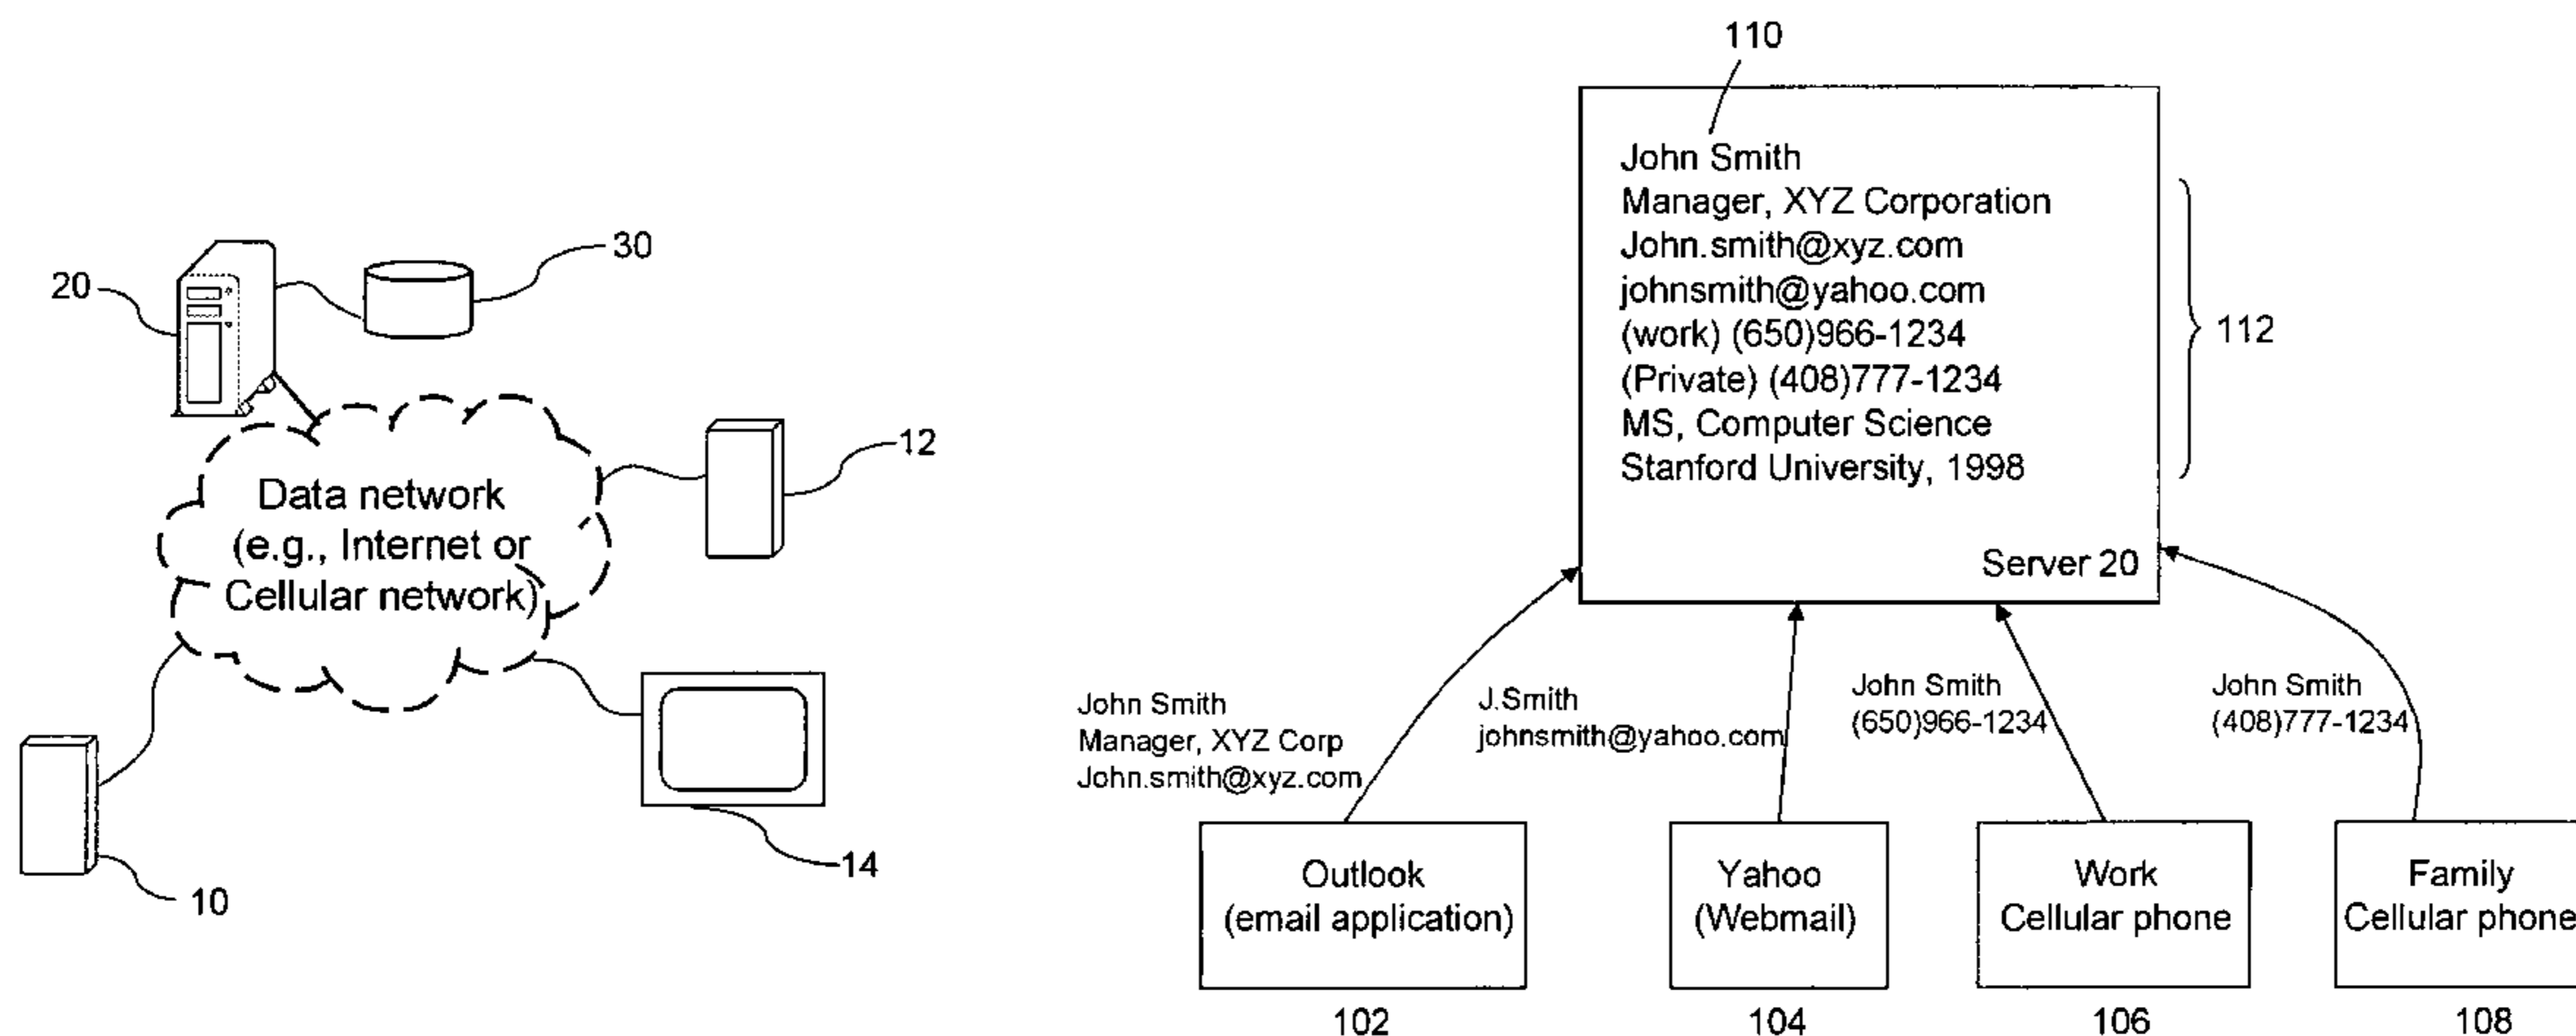 20
30
12
Data network
(e.g., Internet or
Cellular network)
14
10
110
John Smith
Manager, XYZ Corporation
John.smith@xyz.com
johnsmith@yahoo.com
(work) (650)966-1234
(Private) (408)777-1234
MS, Computer Science
Stanford University, 1998
112
Server 20
John Smith
Manager, XYZ Corp
John.smith@xyz.com
J.Smith
johnsmith@yahoo.com
John Smith
(650)966-1234
John Smith
(408)777-1234
Outlook
(email application)
Yahoo
(Webmail)
Work
Cellular phone
Family
Cellular phone
102
104
106
108